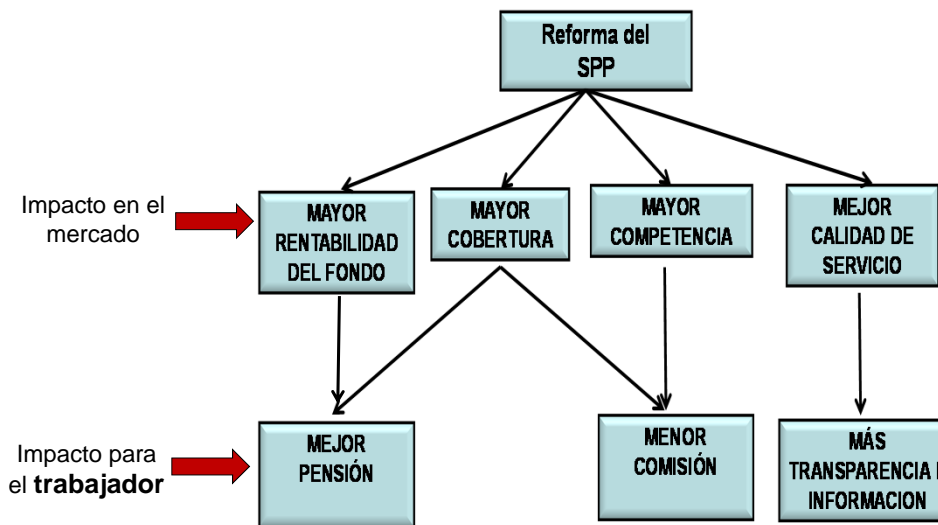 Reforma del
SPP
Impacto en el
mercado
MAYOR
RENTABILIDAD
DEL FONDO
MAYOR
COBERTURA
MAYOR
COMPETENCIA
MEJOR
CALIDAD DE
SERVICIO
Impacto para
el trabajador
MEJOR
PENSIÓN
MENOR
COMISIÓN
MÁS
TRANSPARENCIA
INFORMACION